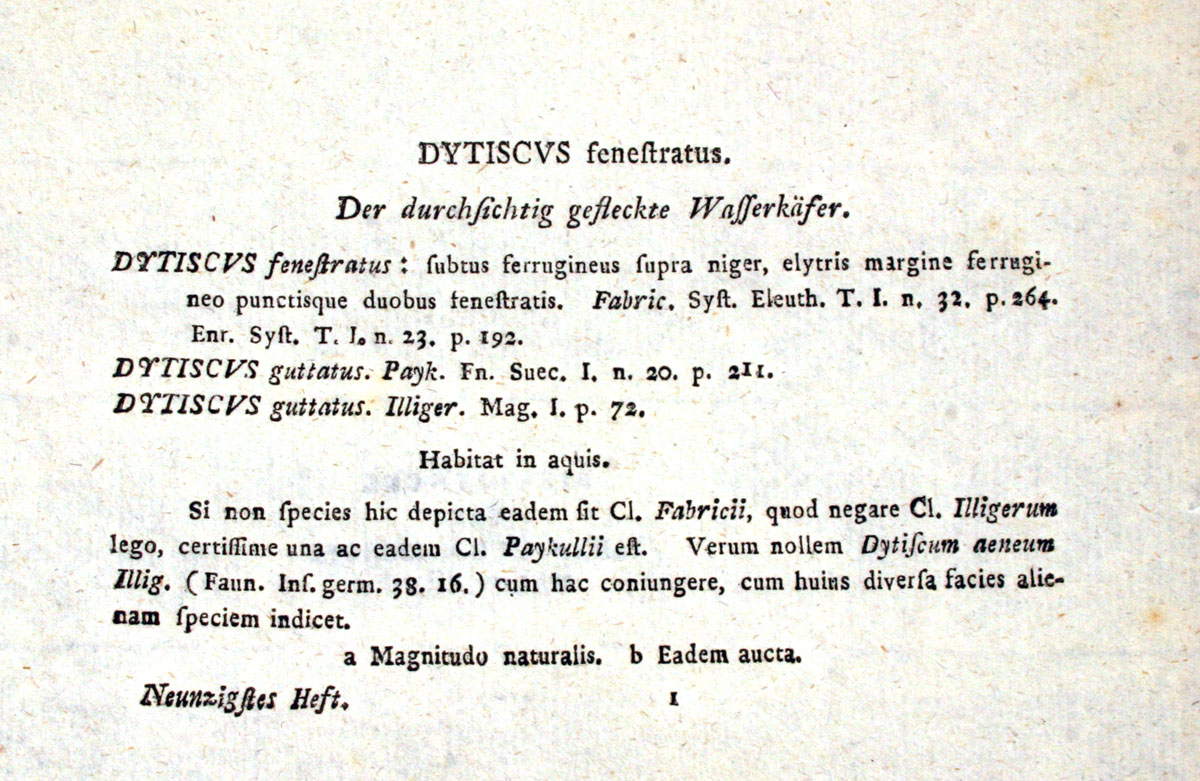 DYTISCVS feneſtratus.
Der durchſichtig gefleckte Waſſerkäfer.
DYTISCVS feneſtratus: ſubtus ferrugineus ſupra niger, elytris margine ferrugi-
neo punctisque duobus feneſtratis. Fabric. Syſt. Eleuth. T. I. n. 32. p. 264.
Enr. Syſt. T. I. n. 23. p. 192.
DYTISCVS guttatus. Payk. Fn. Suec. I. n. 20. p. 211.
DYTISCVS guttatus. Illiger. Mag. I. p. 72.
Habitat in aquis.
Si non ſpecies hic depicta eadem ſit Cl. Fabricii, quod negare Cl. Illigerum
lego, certiſſime una ac eadem Cl. Paykullii eſt. Verum nollem Dytiſcum aeneum
Illig. (Faun. Inſ. germ. 38. 16.) cum hac coniungere, cum huius diverſa facies alie-
nam ſpeciem indicet.
a Magnitudo naturalis. b Eadem aucta.
Neunzigſtes Heft. 1